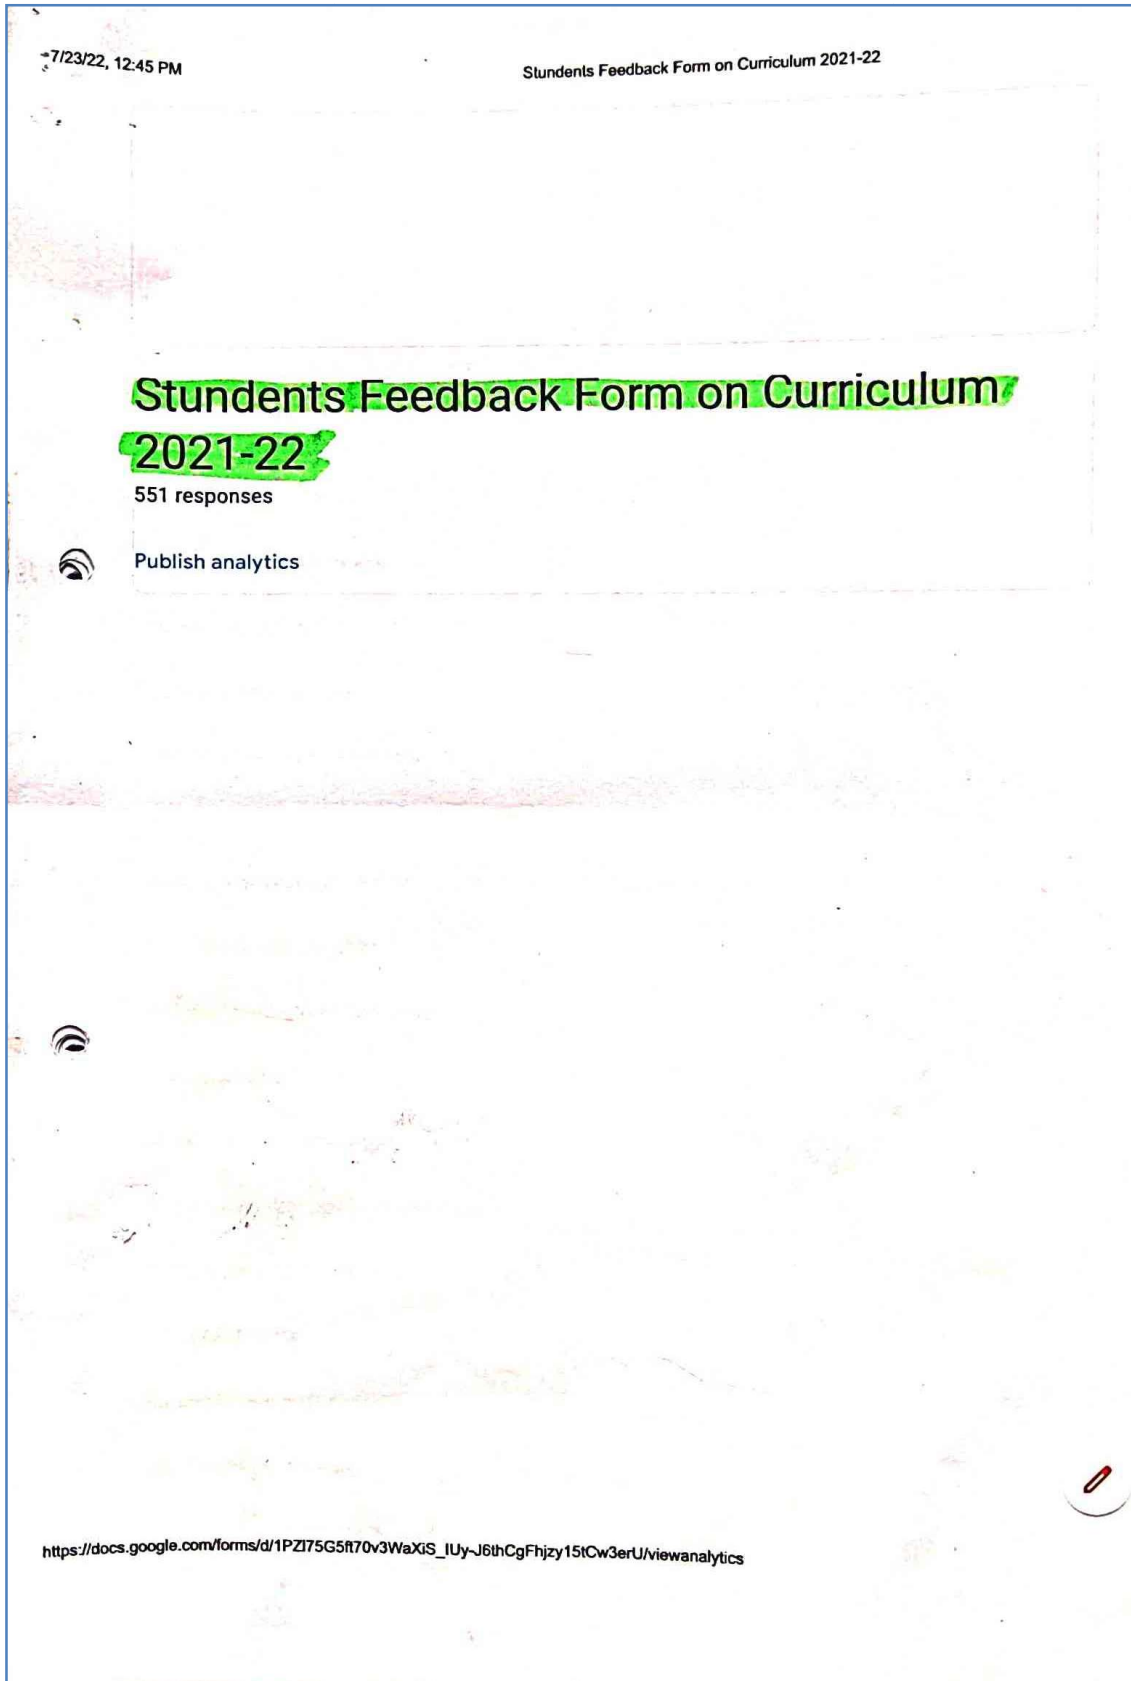 7/23/22, 12:45 PM
Stundents Feedback Form on Curriculum 2021-22
Stundents Feedback Form on Curriculum
2021-22
551 responses
Publish analytics
https://docs.google.com/forms/d/1PZI75G5ft70v3WaXiS_IUy-J6thCgFhjzy15tCw3erU/viewanalytics